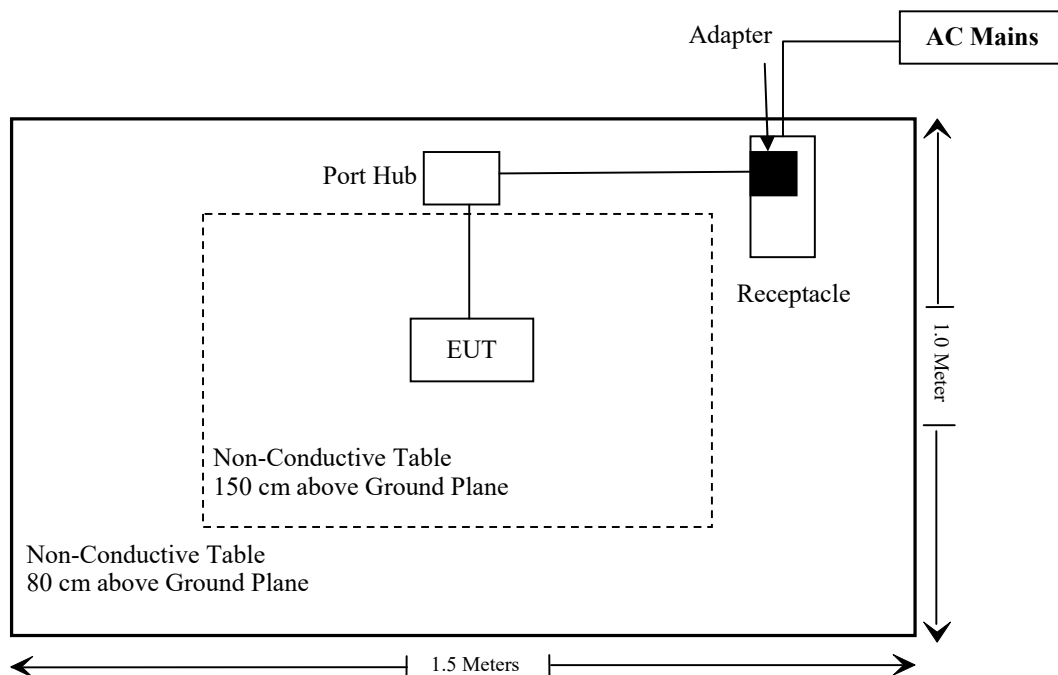 Adapter
AC Mains
Port Hub
Receptacle
EUT
1.0 Meter
Non-Conductive Table
150 cm above Ground Plane
Non-Conductive Table
80 cm above Ground Plane
1.5 Meters